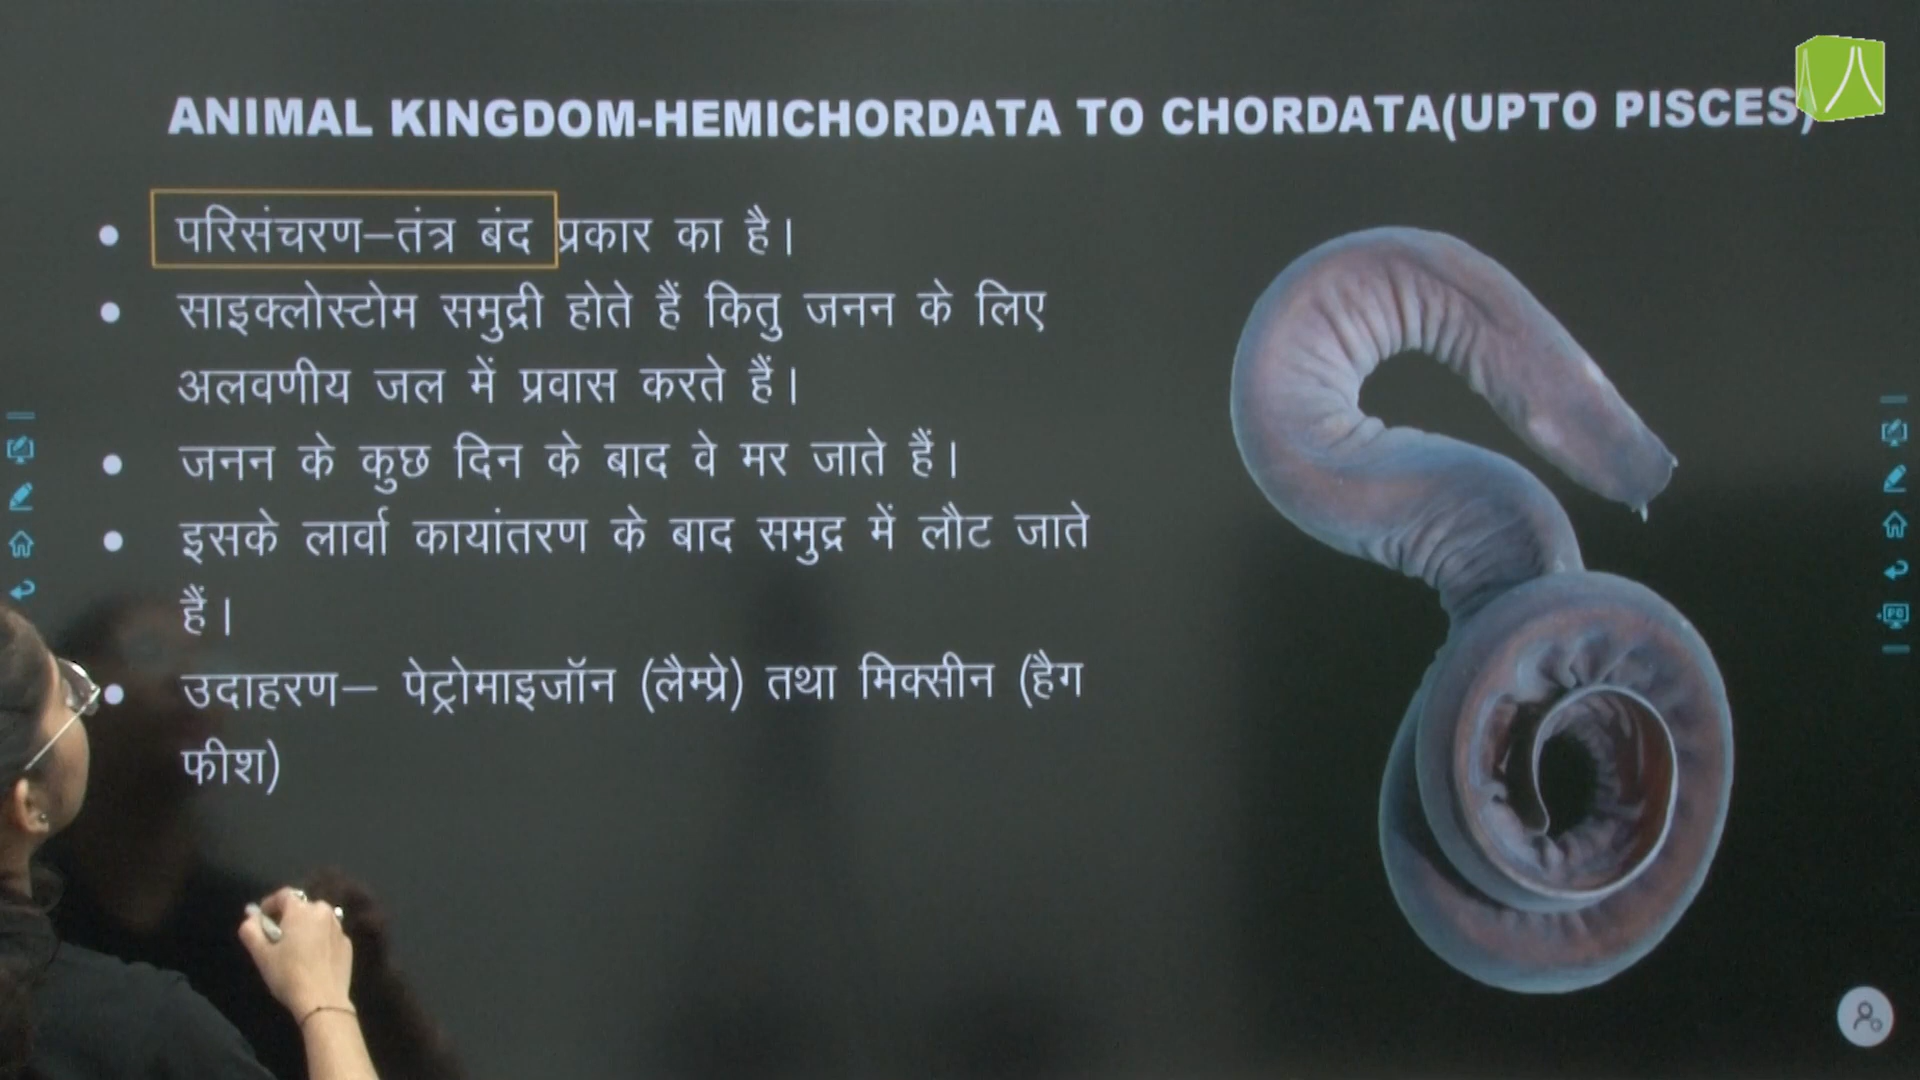 ANIMAL KINGDOM-HEMICHORDATA TO CHORDATA(UPTO PISCES)
• परिसंचरण–तंत्र बंद प्रकार का है।
• साइक्लोस्टोम समुद्री होते हैं कितु जनन के लिए
अलवणीय जल में प्रवास करते हैं।
• जनन के कुछ दिन के बाद वे मर जाते हैं।
• इसके लार्वा कायांतरण के बाद समुद्र में लौट जाते
हैं।
• उदाहरण– पेट्रोमाइजॉन (लैम्प्रे) तथा मिक्सीन (हैग
फीश)